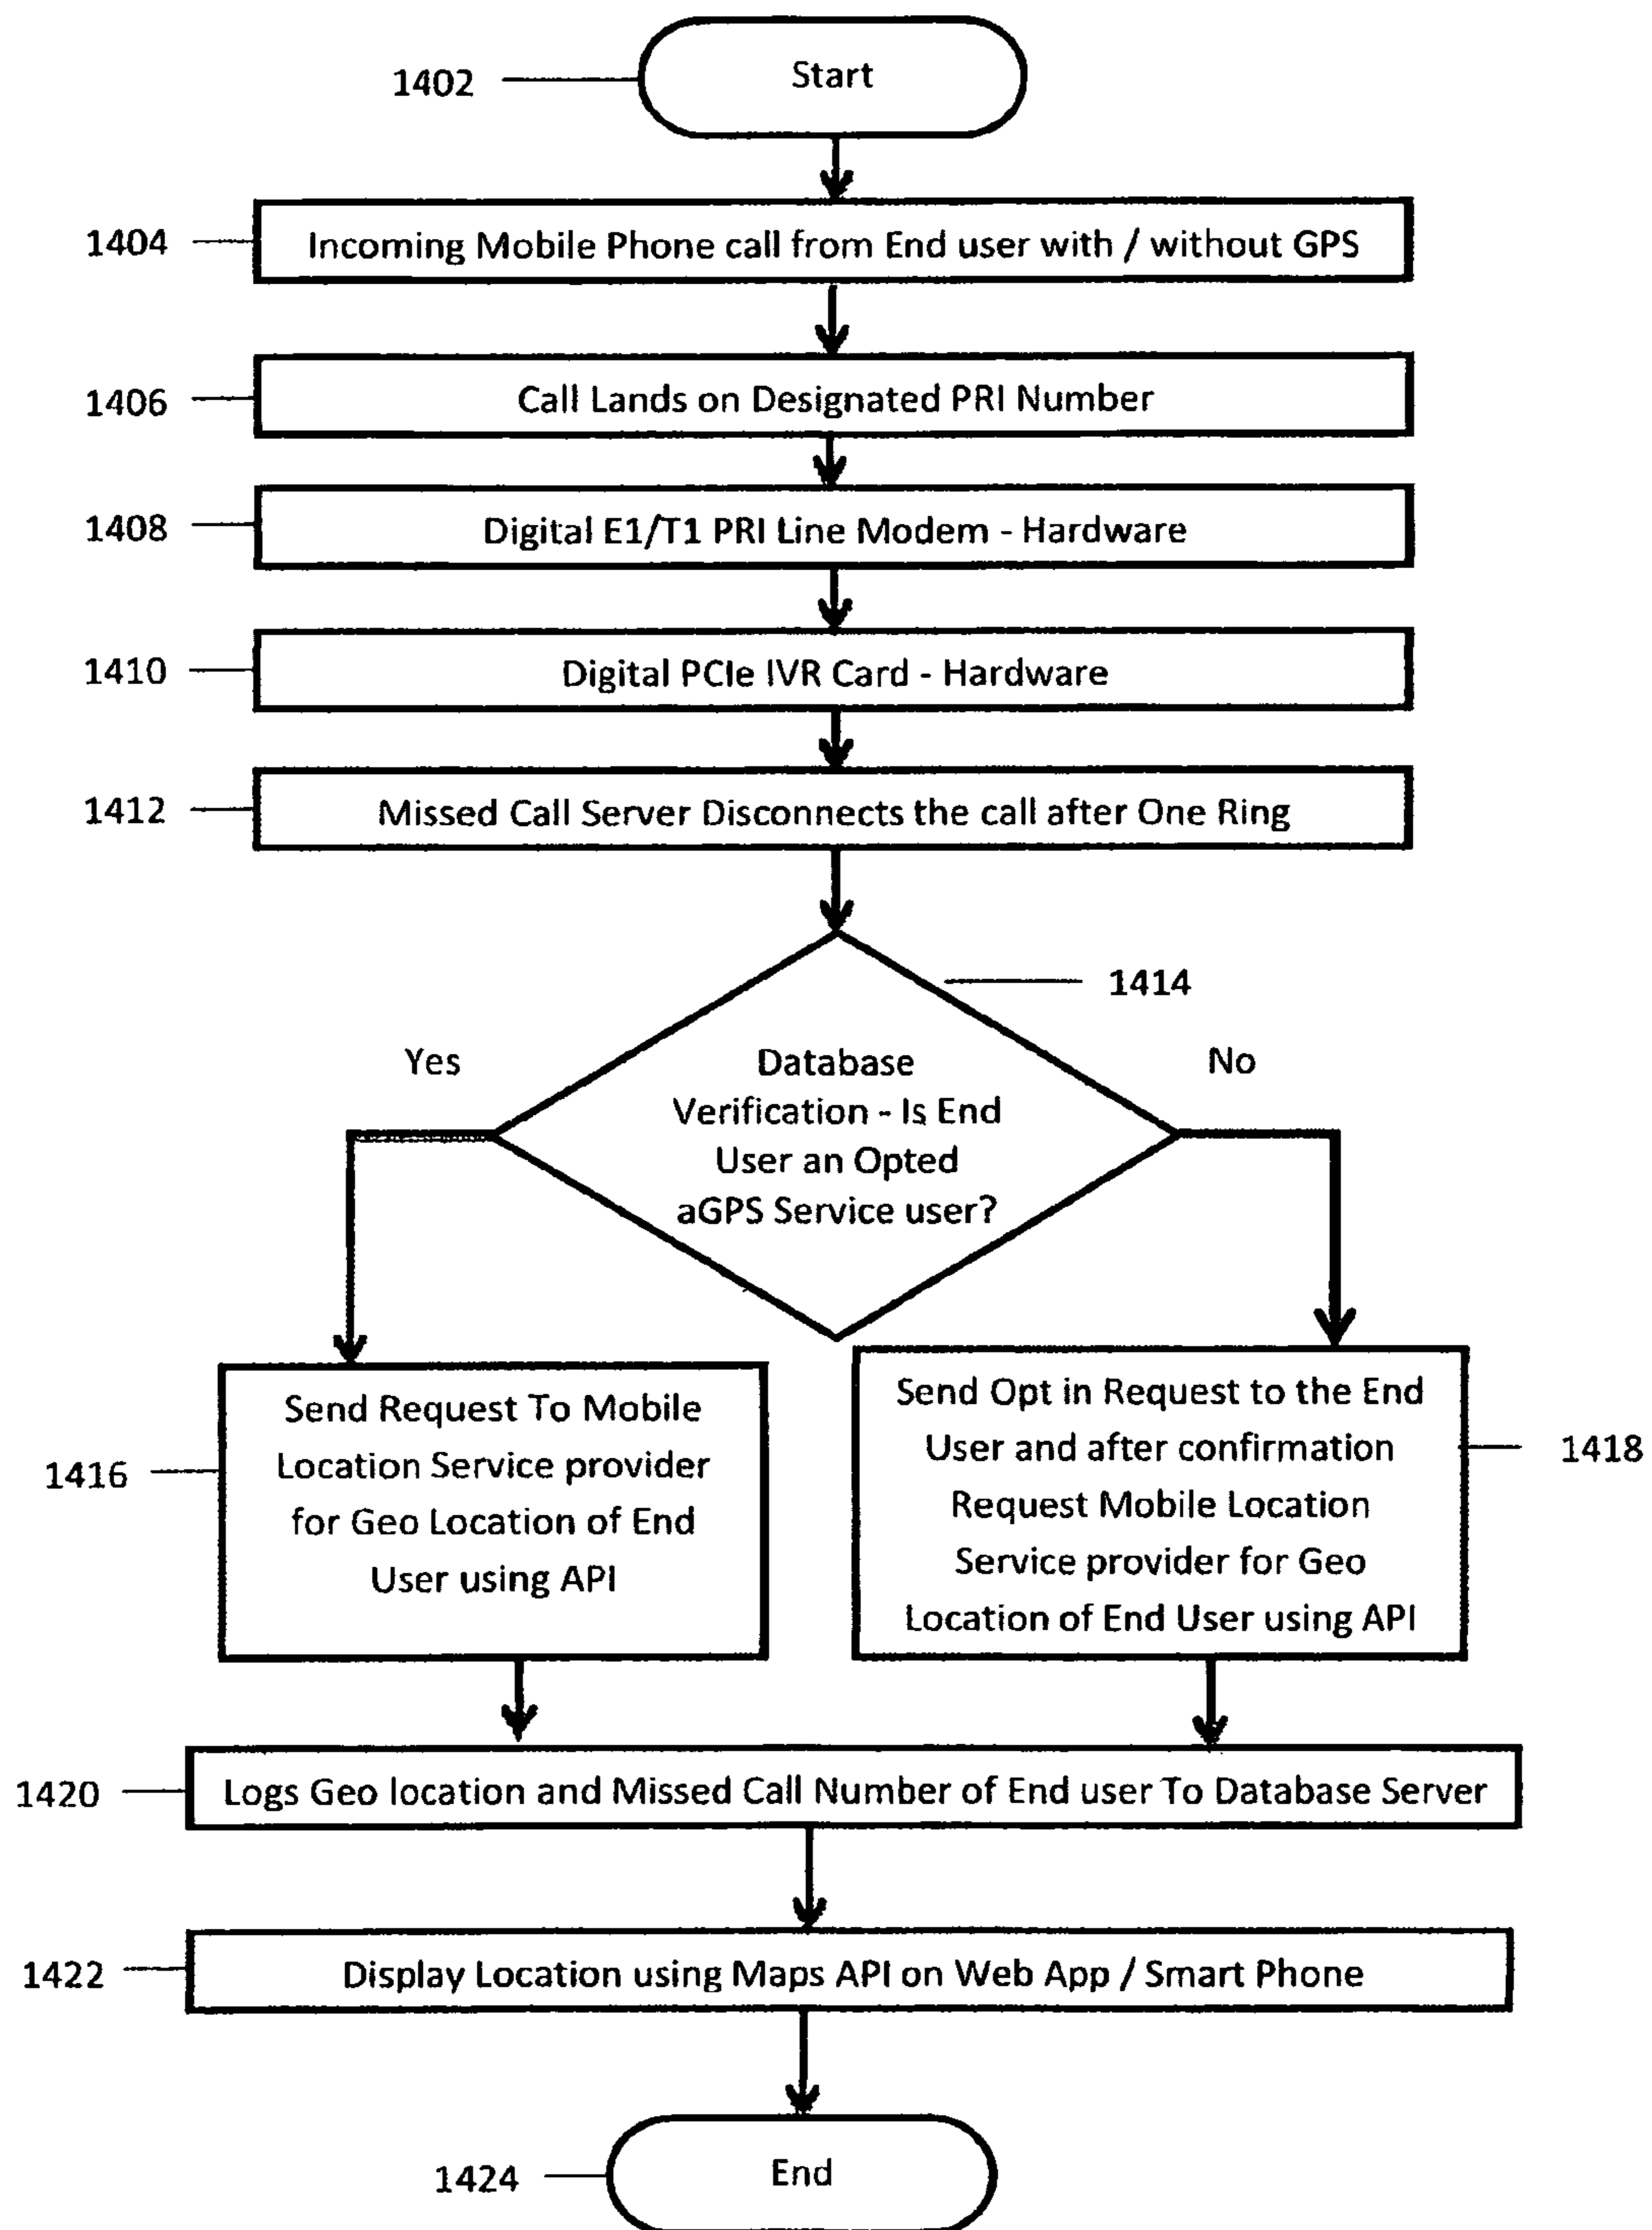 1402
Start
1404
Incoming Mobile Phone call from End user with / without GPS
1406
Call Lands on Designated PRI Number
1408
Digital E1/T1 PRI Line Modem - Hardware
1410
Digital PCIe IVR Card - Hardware
1412
Missed Call Server Disconnects the call after One Ring
1414
Yes
No
Database
Verification - Is End
User an Opted
aGPS Service user?
1416
Send Request To Mobile
Location Service provider
for Geo Location of End
User using API
Send Opt in Request to the End
User and after confirmation
Request Mobile Location
Service provider for Geo
Location of End User using API
1418
1420
Logs Geo location and Missed Call Number of End user To Database Server
1422
Display Location using Maps API on Web App / Smart Phone
1424
End